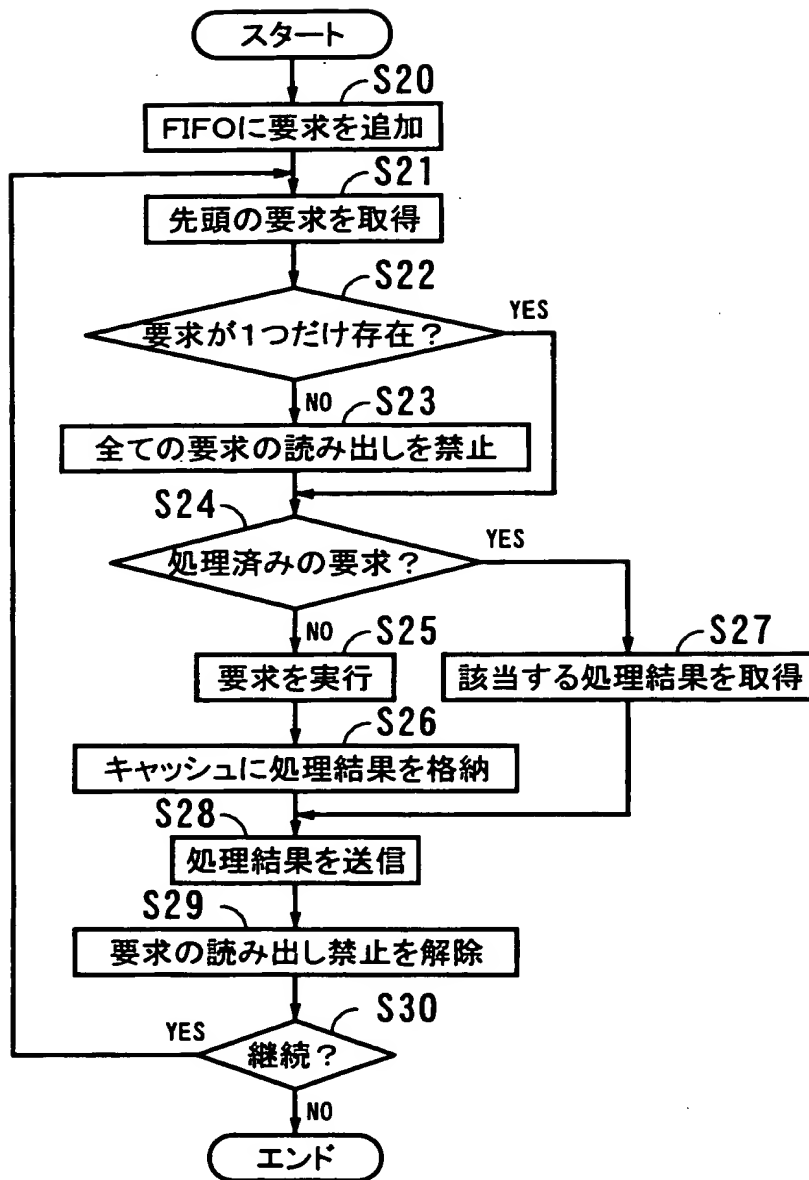 スタート
S20
FIFOに要求を追加
S21
先頭の要求を取得
S22
要求が1つだけ存在?
YES
NO
S23
全ての要求の読み出しを禁止
S24
処理済みの要求?
YES
NO
S25
要求を実行
S27
該当する処理結果を取得
S26
キャッシュに処理結果を格納
S28
処理結果を送信
S29
要求の読み出し禁止を解除
S30
継続?
YES
NO
エンド